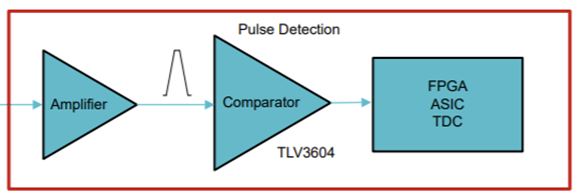 Pulse Detection
Amplifier
Comparator
TLV3604
FPGA
ASIC
TDC